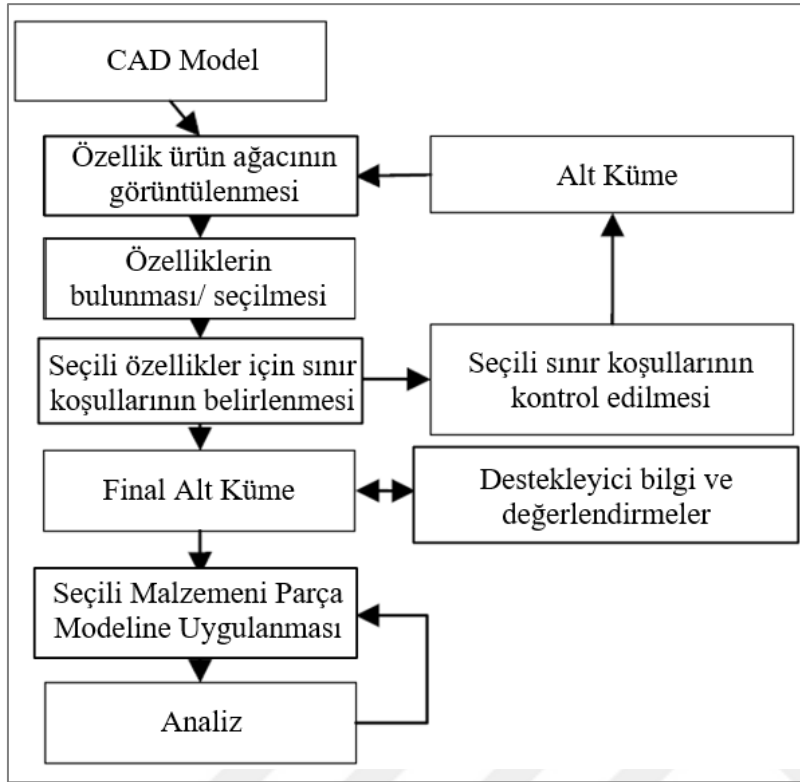 CAD Model
Özellik ürün ağacının
görüntülenmesi
Alt Küme
Özelliklerin
bulunması/ seçilmesi
Seçili özellikler için sınır
koşullarının belirlenmesi
Seçili sınır koşullarının
kontrol edilmesi
Final Alt Küme
Destekleyici bilgi ve
değerlendirmeler
Seçili Malzemeni Parça
Modeline Uygulanması
Analiz